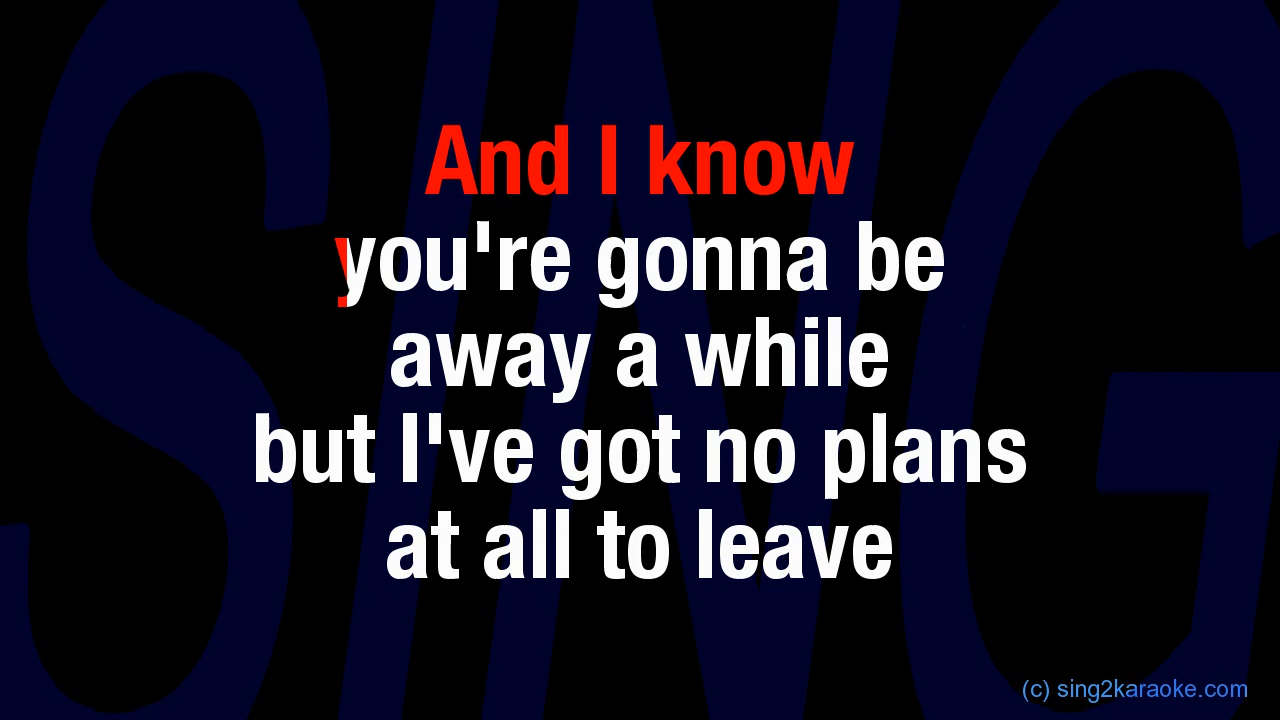 SING
And I know
you're gonna be
away a while
but I've got no plans
at all to leave
(c) sing2karaoke.com